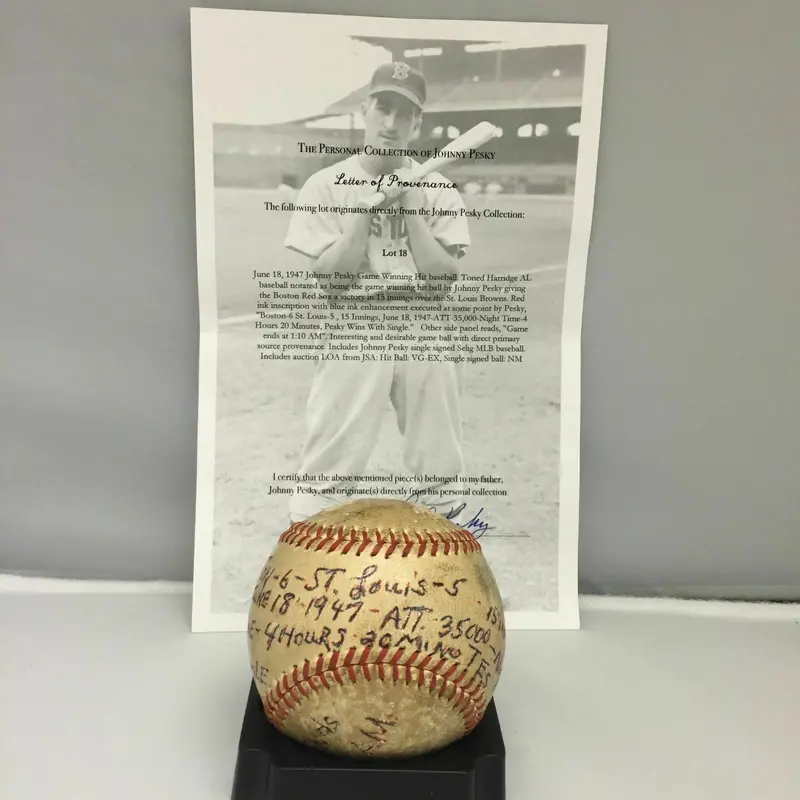 THE PERSONAL COLLECTION OF JOHNNY PESKY
Letter of Provenance
The following lot originates directly from the Johnny Pesky Collection:
Lot 18
June 18, 1947 Johnny Pesky Game Winning Hit baseball. Toned Harridge AL
baseball notared as being the game winning hit ball by Johnny Pesky giving
the Boston Red Sox a victory in 15 innings over the St. Louis Browns. Red
ink inscription with blue ink enhancement executed at some point by Pesky,
"Boston-6 St. Louis-5 , 15 Innings, June 18, 1947-ATT-35,000-Night Time-4
Hours 20 Minutes, Pesky Wins With Single." Other side panel reads, "Game
ends at 1:10 AM". Interesting and desirable game ball with direct primary
source provenance. Includes Johnny Pesky single signed Selig MLB baseball.
Includes auction LOA from JSA: Hit Ball: VG-EX, Single signed ball: NM
I certify that the above mentioned piece(s) belonged to my father,
Johnny Pesky, and originate(s) directly from his personal collection
-6-ST. LOUIS-5
18-1947-ATT. 35000-
4 HOURS 20 MINUTES